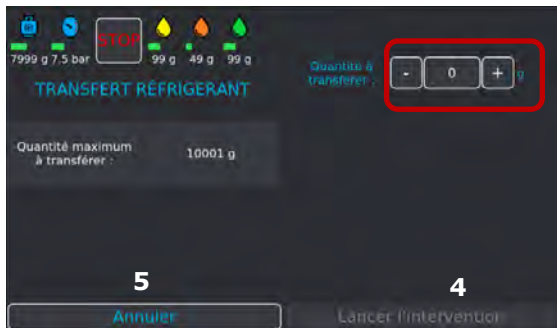 STOP
7999 g 7.5 bar 99 g 49 g 99 g
TRANSFERT RÉFRIGERANT
Quantité à
transférer :
- 0 + g
Quantité maximum
à transférer :
10001 g
5
4
Annuler
Lancer l'intervention